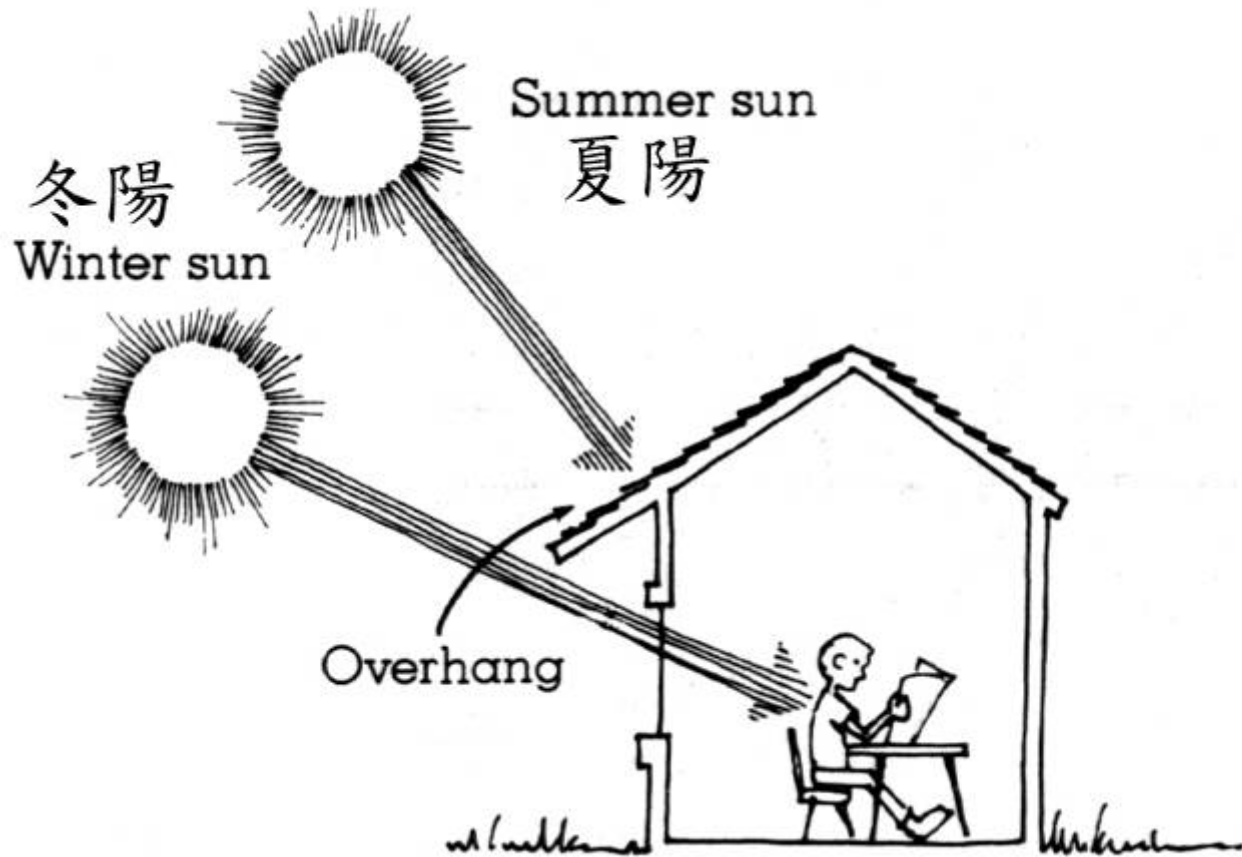 Summer sun
夏陽
冬陽
Winter sun
Overhang